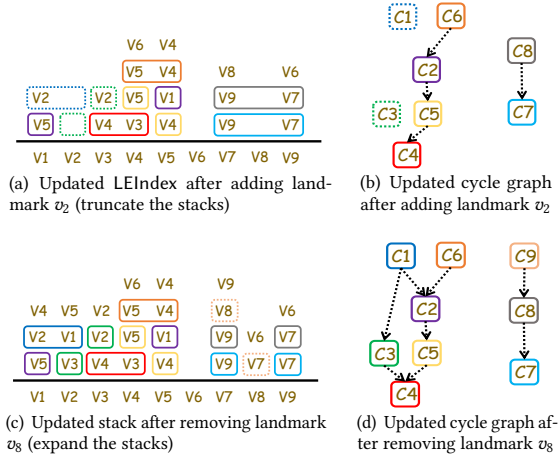 V6 V4
V5 V4 V8 V6
V2 V2 V5 V1 V9 V7
V5 V4 V3 V4 V9 V7
V1 V2 V3 V4 V5 V6 V7 V8 V9
(a) Updated LEIndex after adding land-
mark v2 (truncate the stacks)
C1 C6
C8
C2
C3 C5 C7
C4
(b) Updated cycle graph
after adding landmark v2
V6 V4 V9
V4 V5 V2 V5 V4 V8 V6
V2 V1 V2 V5 V1 V9 V6 V7
V5 V3 V4 V3 V4 V9 V7 V7
V1 V2 V3 V4 V5 V6 V7 V8 V9
(c) Updated stack after removing landmark
v8 (expand the stacks)
C1 C6 C9
C2 C8
C3 C5
C7
C4
(d) Updated cycle graph af-
ter removing landmark v8